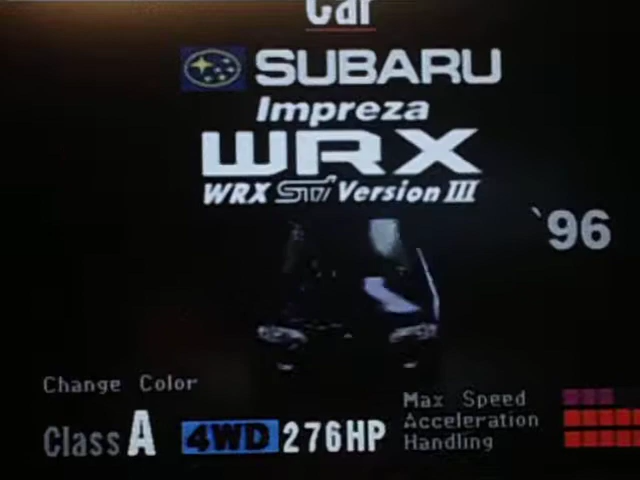 Car
SUBARU
Impreza
WRX
WRX STi Version III
`96
Change Color
Max Speed
Acceleration
Handling
Class A 4WD 276HP